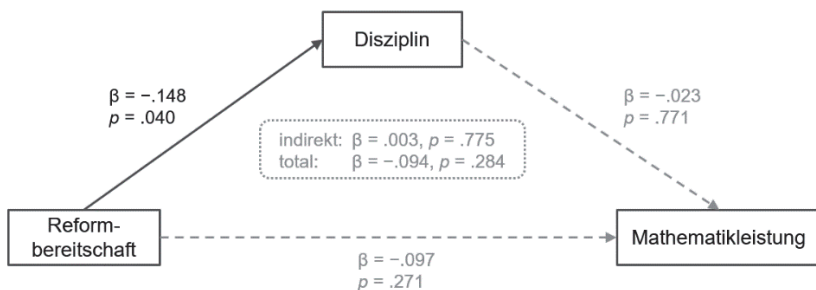 Disziplin
β = −.148
p = .040
β = −.023
p = .771
indirekt: β = .003, p = .775
total: β = −.094, p = .284
Reform-
bereitschaft
Mathematikleistung
β = −.097
p = .271